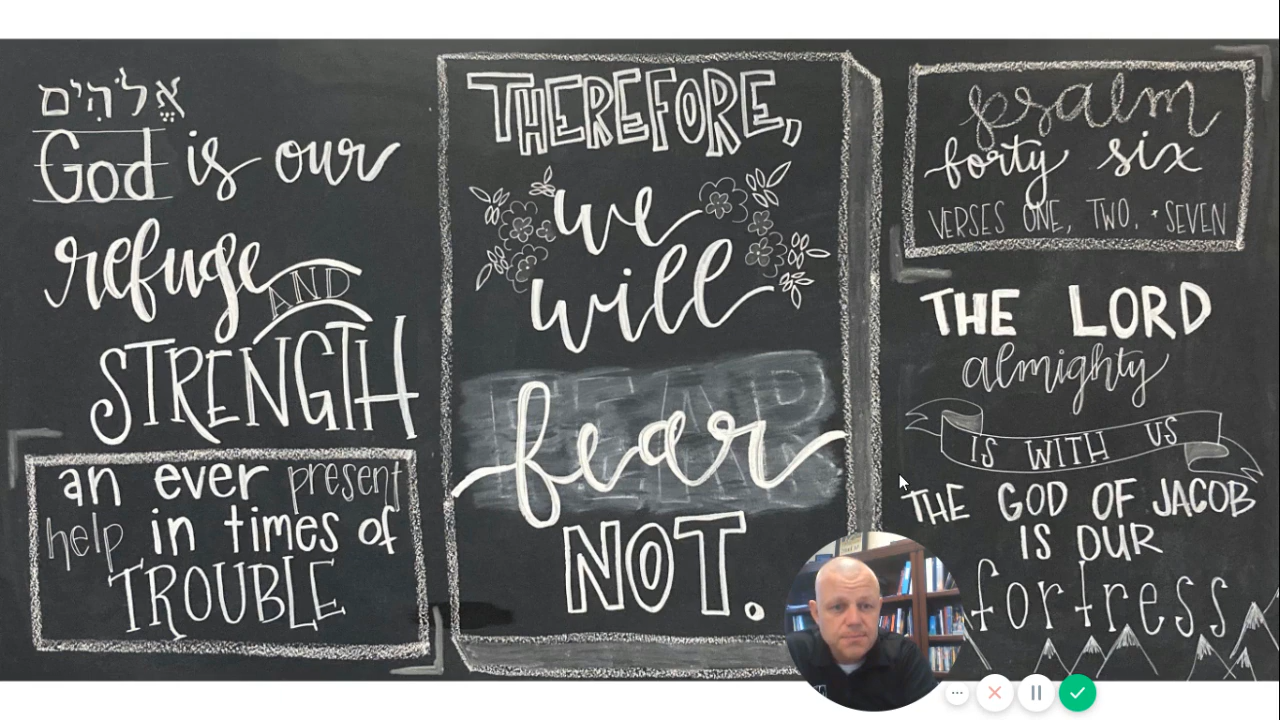 אֱלֹהִים
God is our
refuge
AND
STRENGTH
an ever present
help in times of
TROUBLE
THEREFORE,
we
will
FEAR
fear
NOT.
psalm
forty six
VERSES ONE, TWO, + SEVEN
THE LORD
almighty
IS WITH US
THE GOD OF JACOB
IS OUR
fortress